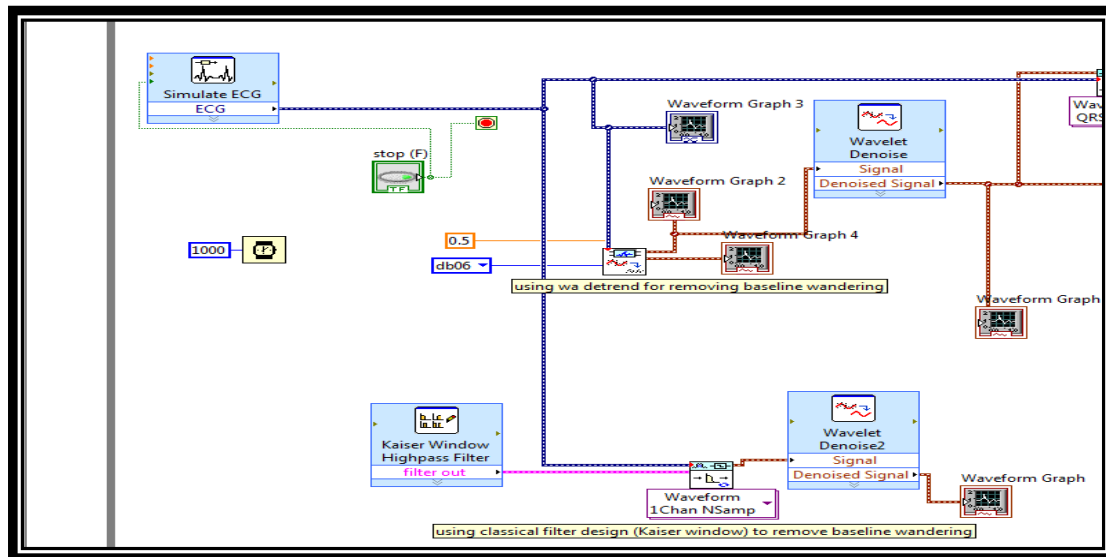 Simulate ECG
ECG
stop (F)
TF
1000
Waveform Graph 3
Waveform Graph 2
0.5
db06
Waveform Graph 4
using wa detrend for removing baseline wandering
Wavelet
Denoise
Signal
Denoised Signal
Wav
QRS
Waveform Graph
Kaiser Window
Highpass Filter
filter out
Waveform
1Chan NSamp
Wavelet
Denoise2
Signal
Denoised Signal
Waveform Graph
using classical filter design (Kaiser window) to remove baseline wandering